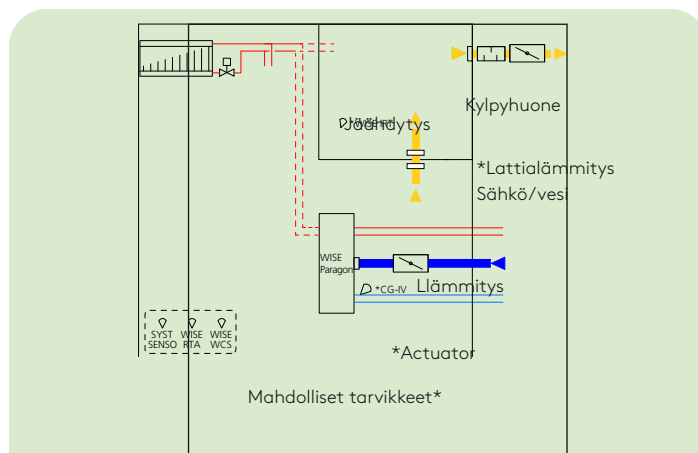 Kylpyhuone
Jäähdytys
*Lattialämmitys
Sähkö/vesi
WISE
Paragon
Llämmitys
*CG-IV
SYST
SENSO
WISE
RTA
WISE
WCS
*Actuator
Mahdolliset tarvikkeet*